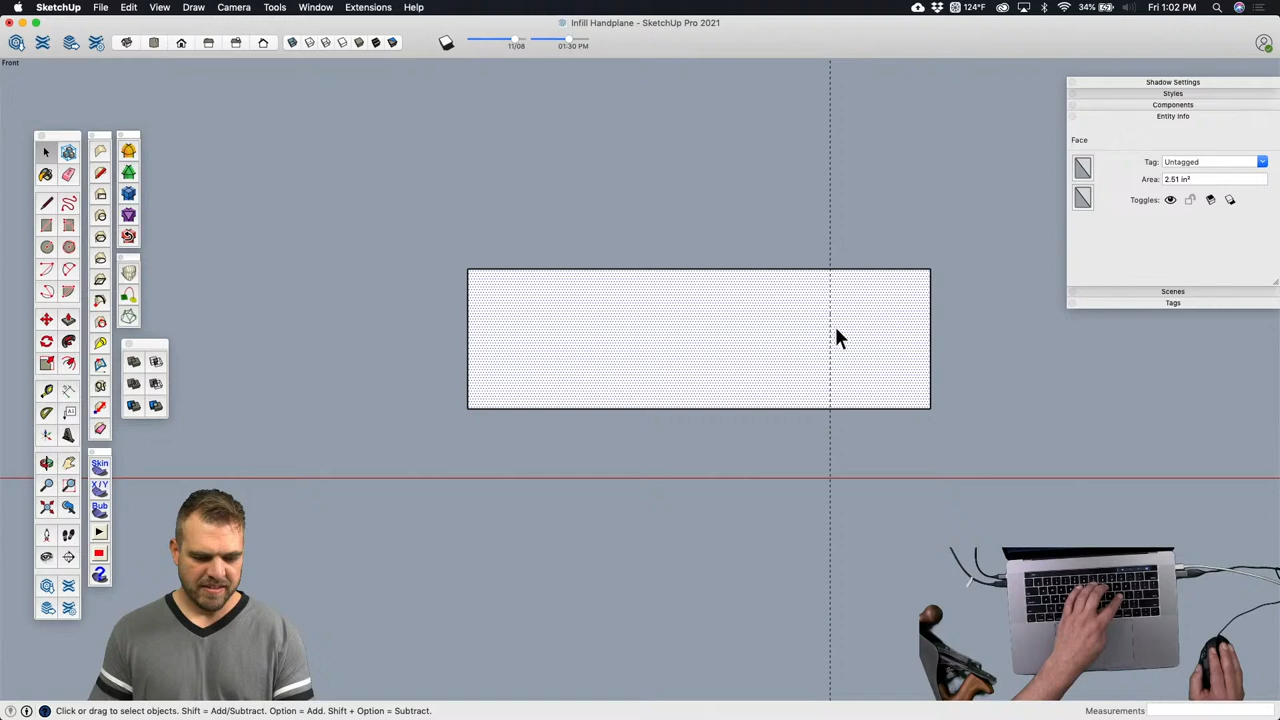 SketchUp File Edit View Draw Camera Tools Window Extensions Help
124°F 34% Fri 1:02 PM
Infill Handplane - SketchUp Pro 2021
11/08 01:30 PM
Front
Shadow Settings
Styles
Components
Entity Info
Face
Tag: Untagged
Area: 2.51 in²
Toggles:
Scenes
Tags
A1
Skin
X/Y
Bub
?
Click or drag to select objects. Shift = Add/Subtract. Option = Add. Shift + Option = Subtract.
Measurements